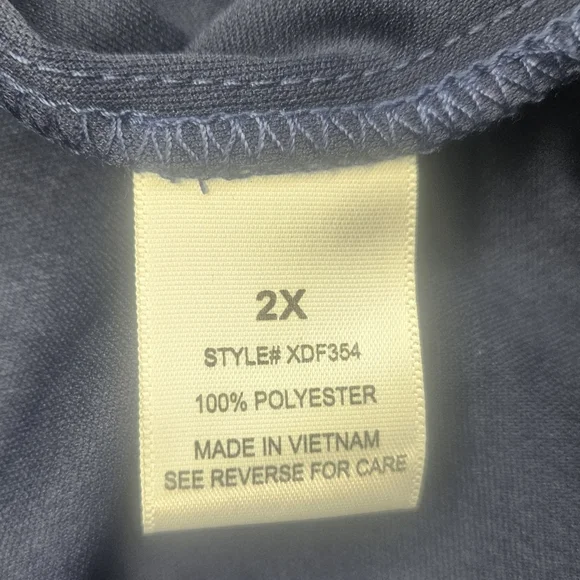 2X
STYLE# XDF354
100% POLYESTER
MADE IN VIETNAM
SEE REVERSE FOR CARE